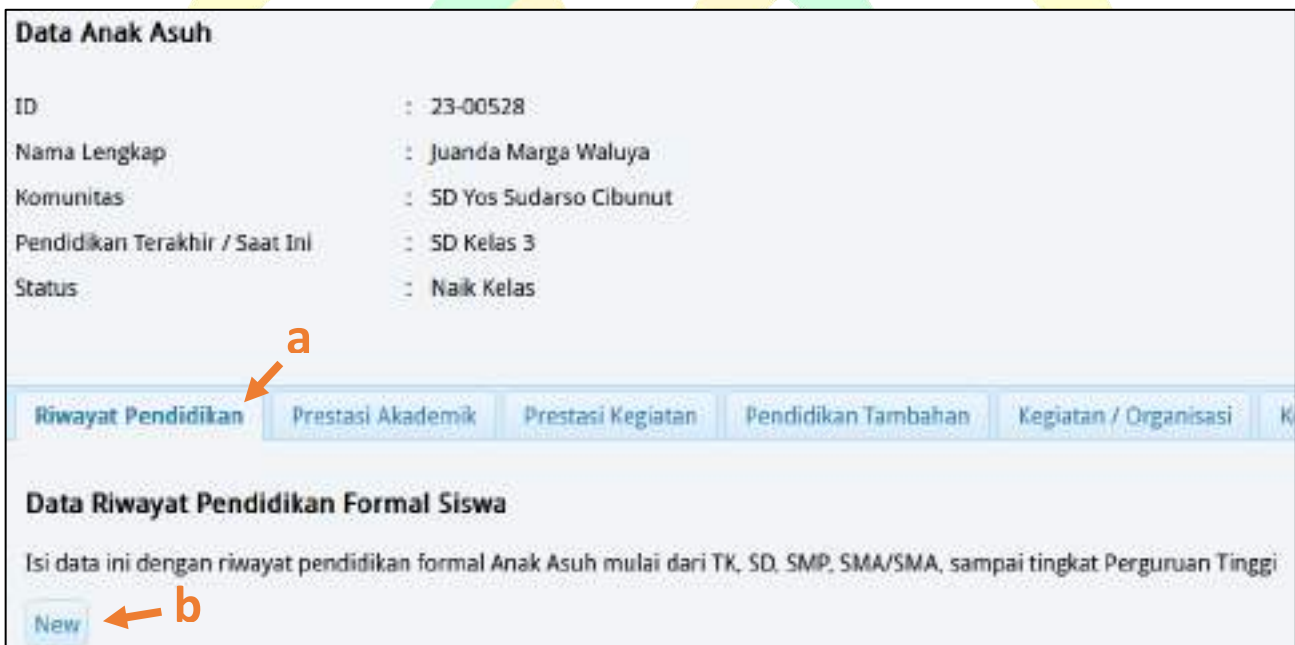 Data Anak Asuh
ID : 23-00528
Nama Lengkap : Juanda Marga Waluya
Komunitas : SD Yos Sudarso Cibunut
Pendidikan Terakhir / Saat Ini : SD Kelas 3
Status : Naik Kelas
a
Riwayat Pendidikan Prestasi Akademik Prestasi Kegiatan Pendidikan Tambahan Kegiatan / Organisasi
Data Riwayat Pendidikan Formal Siswa
Isi data ini dengan riwayat pendidikan formal Anak Asuh mulai dari TK, SD, SMP, SMA/SMA, sampai tingkat Perguruan Tinggi
New b